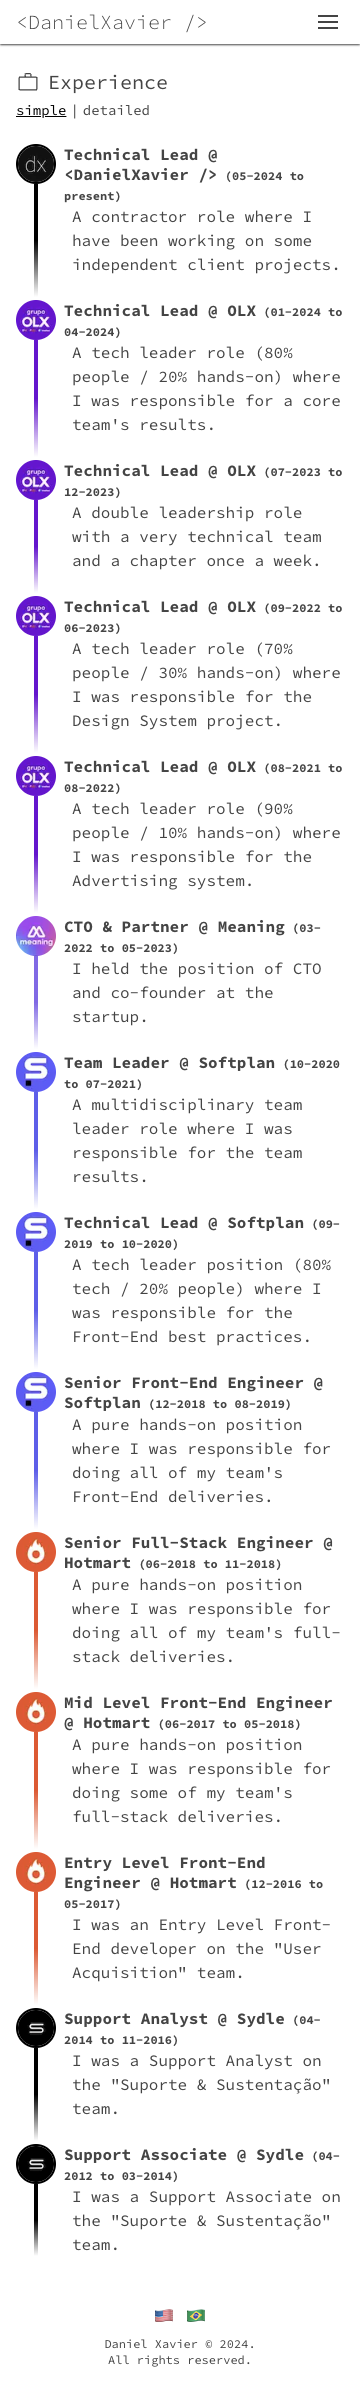 <DanielXavier />
Experience
simple | detailed
dx
Technical Lead @
<DanielXavier /> (05-2024 to
present)
A contractor role where I
have been working on some
independent client projects.
grupo
OLX
Technical Lead @ OLX (01-2024 to
04-2024)
A tech leader role (80%
people / 20% hands-on) where
I was responsible for a core
team's results.
grupo
OLX
Technical Lead @ OLX (07-2023 to
12-2023)
A double leadership role
with a very technical team
and a chapter once a week.
grupo
OLX
Technical Lead @ OLX (09-2022 to
06-2023)
A tech leader role (70%
people / 30% hands-on) where
I was responsible for the
Design System project.
grupo
OLX
Technical Lead @ OLX (08-2021 to
08-2022)
A tech leader role (90%
people / 10% hands-on) where
I was responsible for the
Advertising system.
meaning
CTO & Partner @ Meaning (03-
2022 to 05-2023)
I held the position of CTO
and co-founder at the
startup.
Team Leader @ Softplan (10-2020
to 07-2021)
A multidisciplinary team
leader role where I was
responsible for the team
results.
Technical Lead @ Softplan (09-
2019 to 10-2020)
A tech leader position (80%
tech / 20% people) where I
was responsible for the
Front-End best practices.
Senior Front-End Engineer @
Softplan (12-2018 to 08-2019)
A pure hands-on position
where I was responsible for
doing all of my team's
Front-End deliveries.
Senior Full-Stack Engineer @
Hotmart (06-2018 to 11-2018)
A pure hands-on position
where I was responsible for
doing all of my team's full-
stack deliveries.
Mid Level Front-End Engineer
@ Hotmart (06-2017 to 05-2018)
A pure hands-on position
where I was responsible for
doing some of my team's
full-stack deliveries.
Entry Level Front-End
Engineer @ Hotmart (12-2016 to
05-2017)
I was an Entry Level Front-
End developer on the "User
Acquisition" team.
Support Analyst @ Sydle (04-
2014 to 11-2016)
I was a Support Analyst on
the "Suporte & Sustentação"
team.
Support Associate @ Sydle (04-
2012 to 03-2014)
I was a Support Associate on
the "Suporte & Sustentação"
team.
Daniel Xavier © 2024.
All rights reserved.